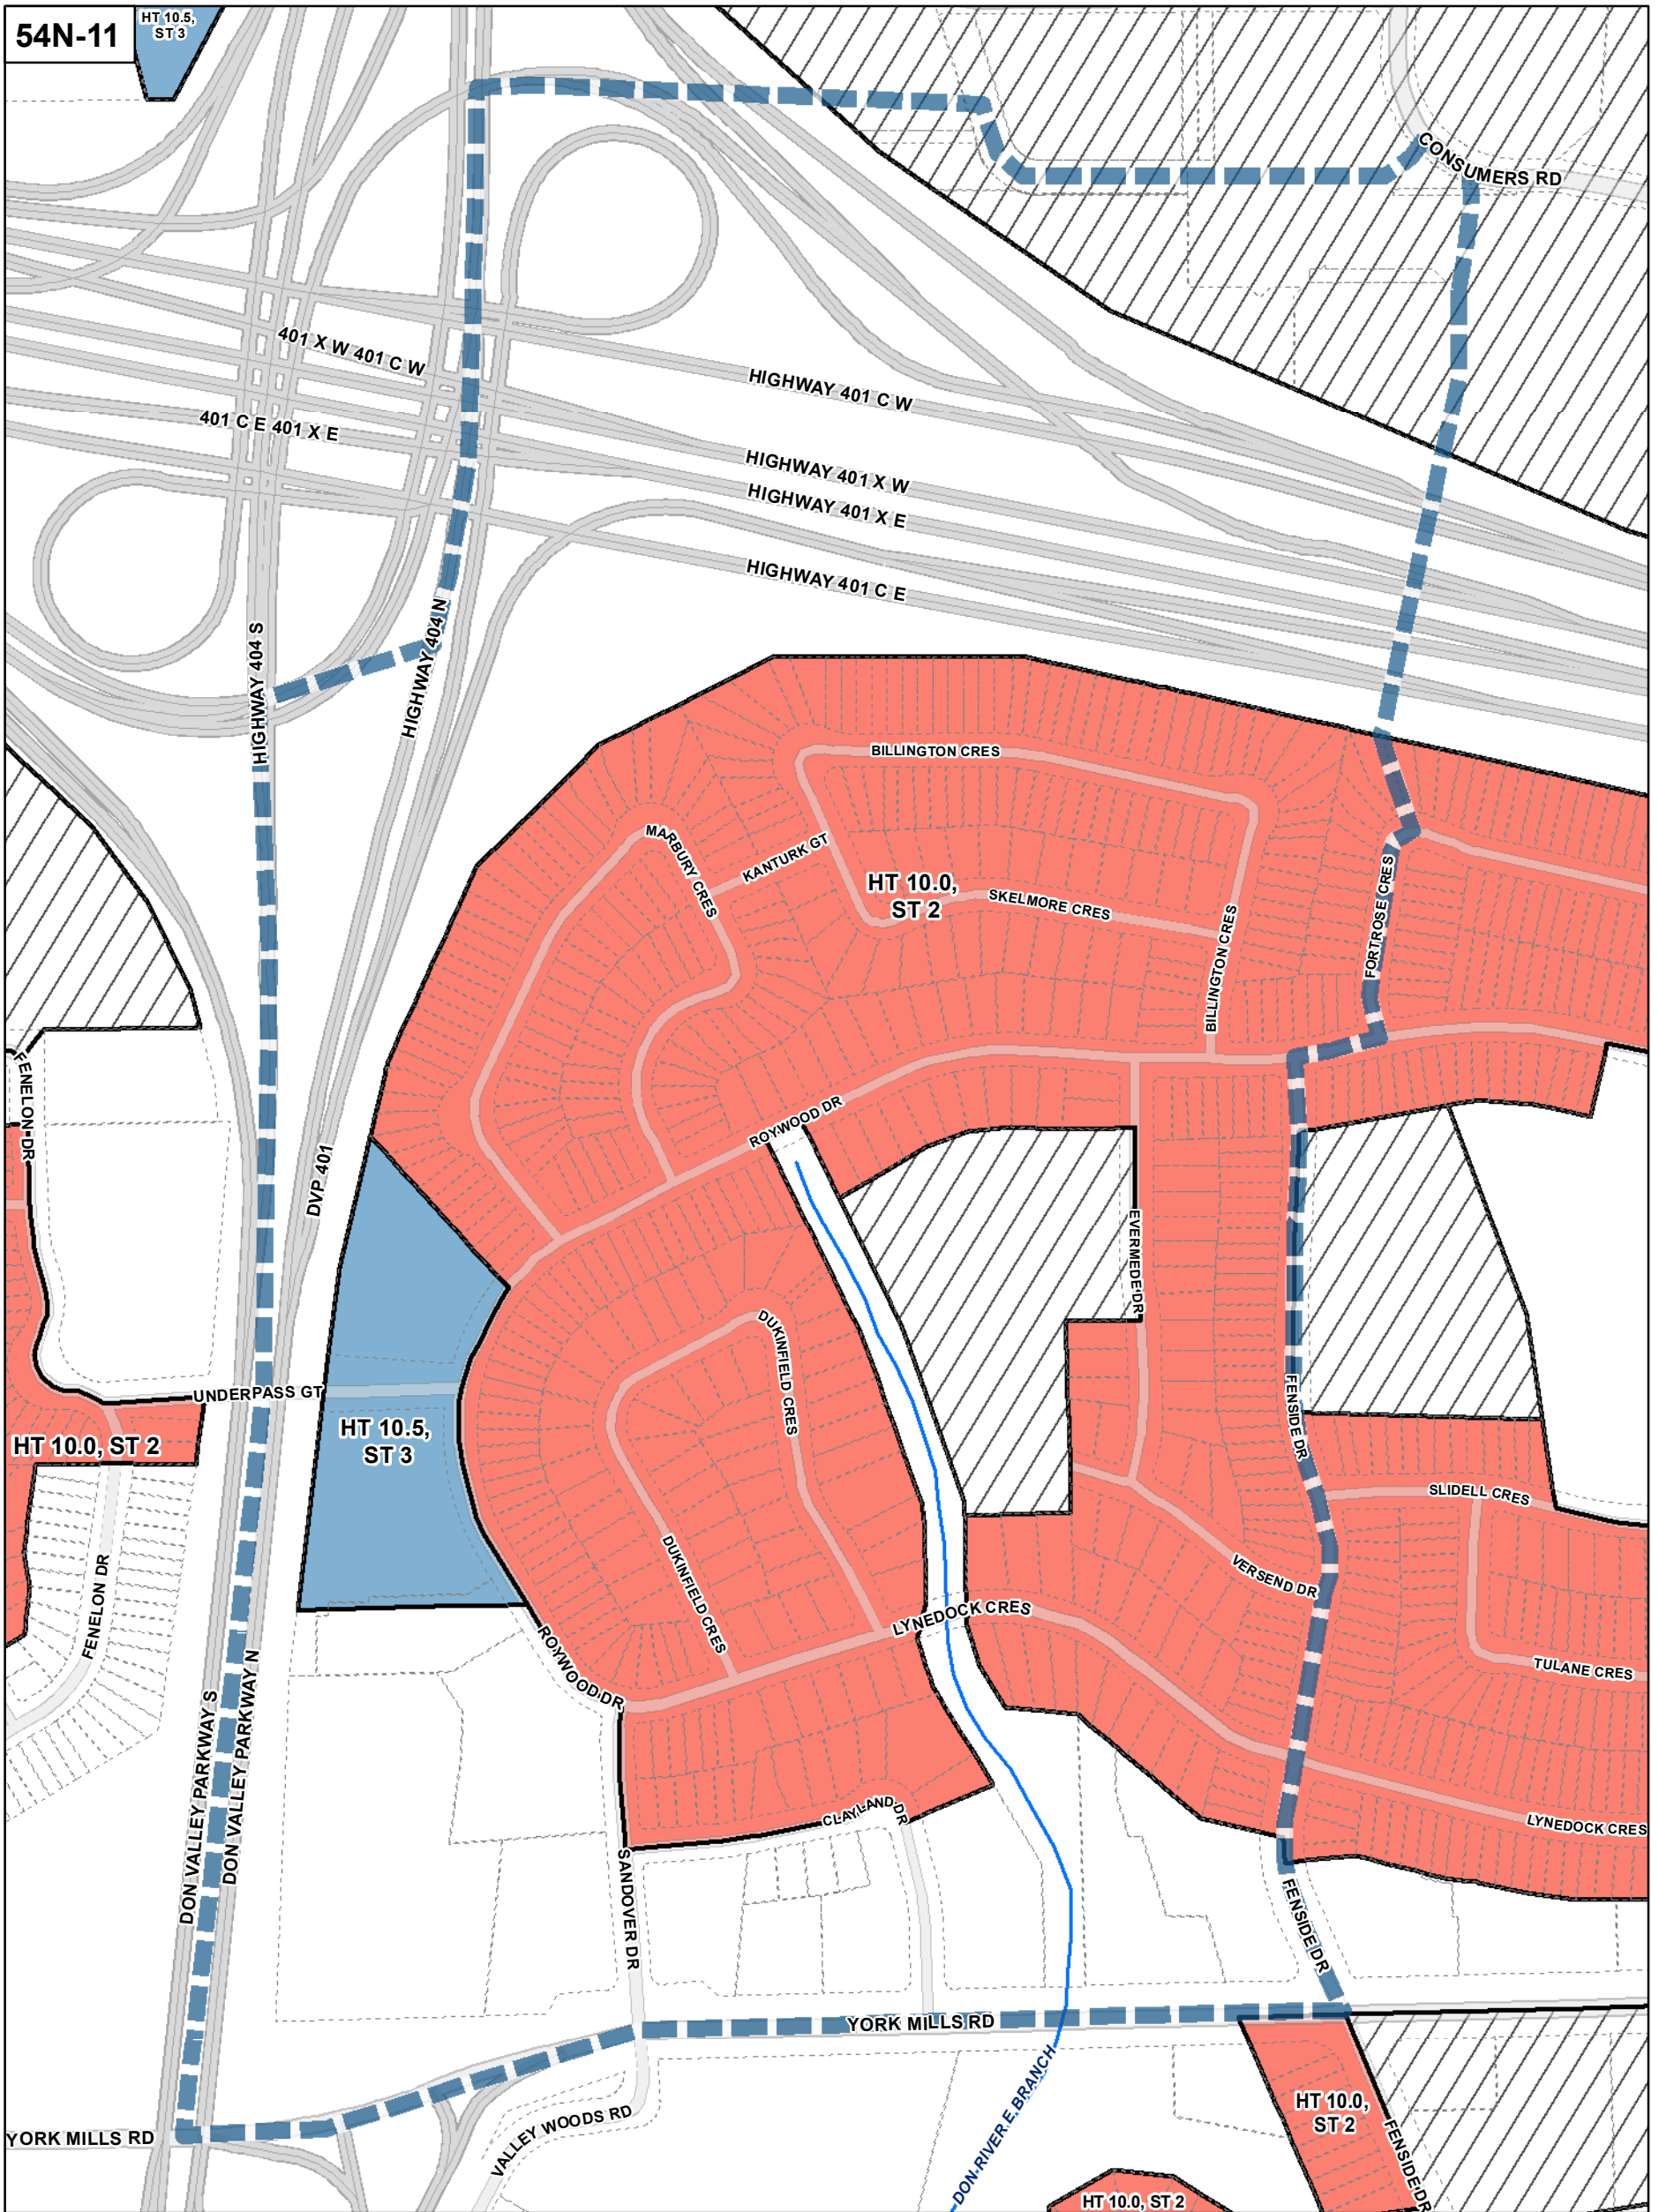 54N-11
HT 10.5,
ST 3
CONSUMERS RD
401 X W 401 C W
HIGHWAY 401 C W
401 C E 401 X E
HIGHWAY 401 X W
HIGHWAY 401 X E
HIGHWAY 401 C E
HIGHWAY 404 S
HIGHWAY 404 N
BILLINGTON CRES
MARBURY CRES
KANTURK GT
HT 10.0,
ST 2
SKELMORE CRES
FORTROSE CRES
BILLINGTON CRES
FENELON DR
ROYWOOD DR
DVP 401
EVERMEDE DR
DUKINFIELD CRES
UNDERPASS GT
HT 10.5,
ST 3
HT 10.0, ST 2
FENSIDE DR
SLIDELL CRES
FENELON DR
DUKINFIELD CRES
VERSEND DR
LYNEDOCK CRES
ROYWOOD DR
TULANE CRES
DON VALLEY PARKWAY S
DON VALLEY PARKWAY N
CLAYLAND DR
LYNEDOCK CRES
SANDOVER DR
FENSIDE DR
YORK MILLS RD
YORK MILLS RD
VALLEY WOODS RD
DON RIVER E BRANCH
HT 10.0,
ST 2
FENSIDE DR
HT 10.0, ST 2